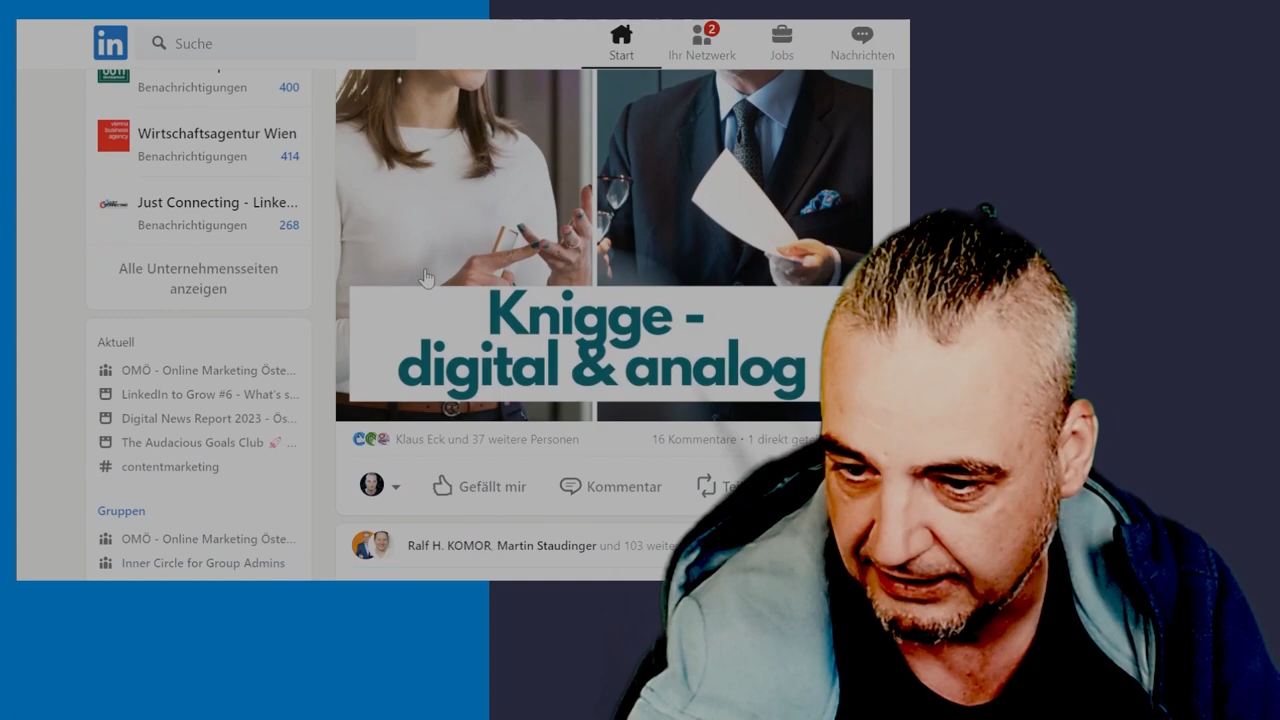 in
Suche
Start
2
Ihr Netzwerk
Jobs
Nachrichten
Benachrichtigungen 400
vienna
business
agency
Wirtschaftsagentur Wien
Benachrichtigungen 414
Just Connecting - Linke...
Benachrichtigungen 268
Alle Unternehmensseiten
anzeigen
Aktuell
OMÖ - Online Marketing Öste...
LinkedIn to Grow #6 - What's s...
Digital News Report 2023 - Ös...
The Audacious Goals Club 🚀 ...
# contentmarketing
Gruppen
OMÖ - Online Marketing Öste...
Inner Circle for Group Admins
Knigge -
digital & analog
Klaus Eck und 37 weitere Personen
16 Kommentare • 1 direkt
Gefällt mir
Kommentar
Ralf H. KOMOR, Martin Staudinger und 103